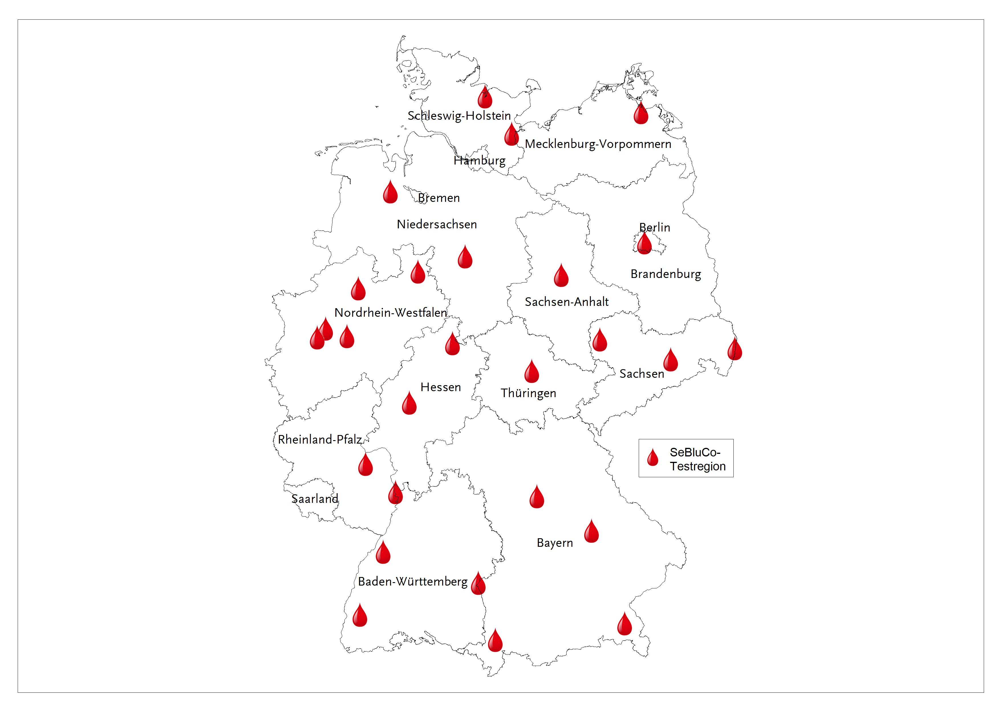 Schleswig-Holstein
Mecklenburg-Vorpommern
Hamburg
Bremen
Niedersachsen
Berlin
Brandenburg
Sachsen-Anhalt
Nordrhein-Westfalen
Sachsen
Hessen
Thüringen
Rheinland-Pfalz
SeBluCo-
Testregion
Saarland
Bayern
Baden-Württemberg